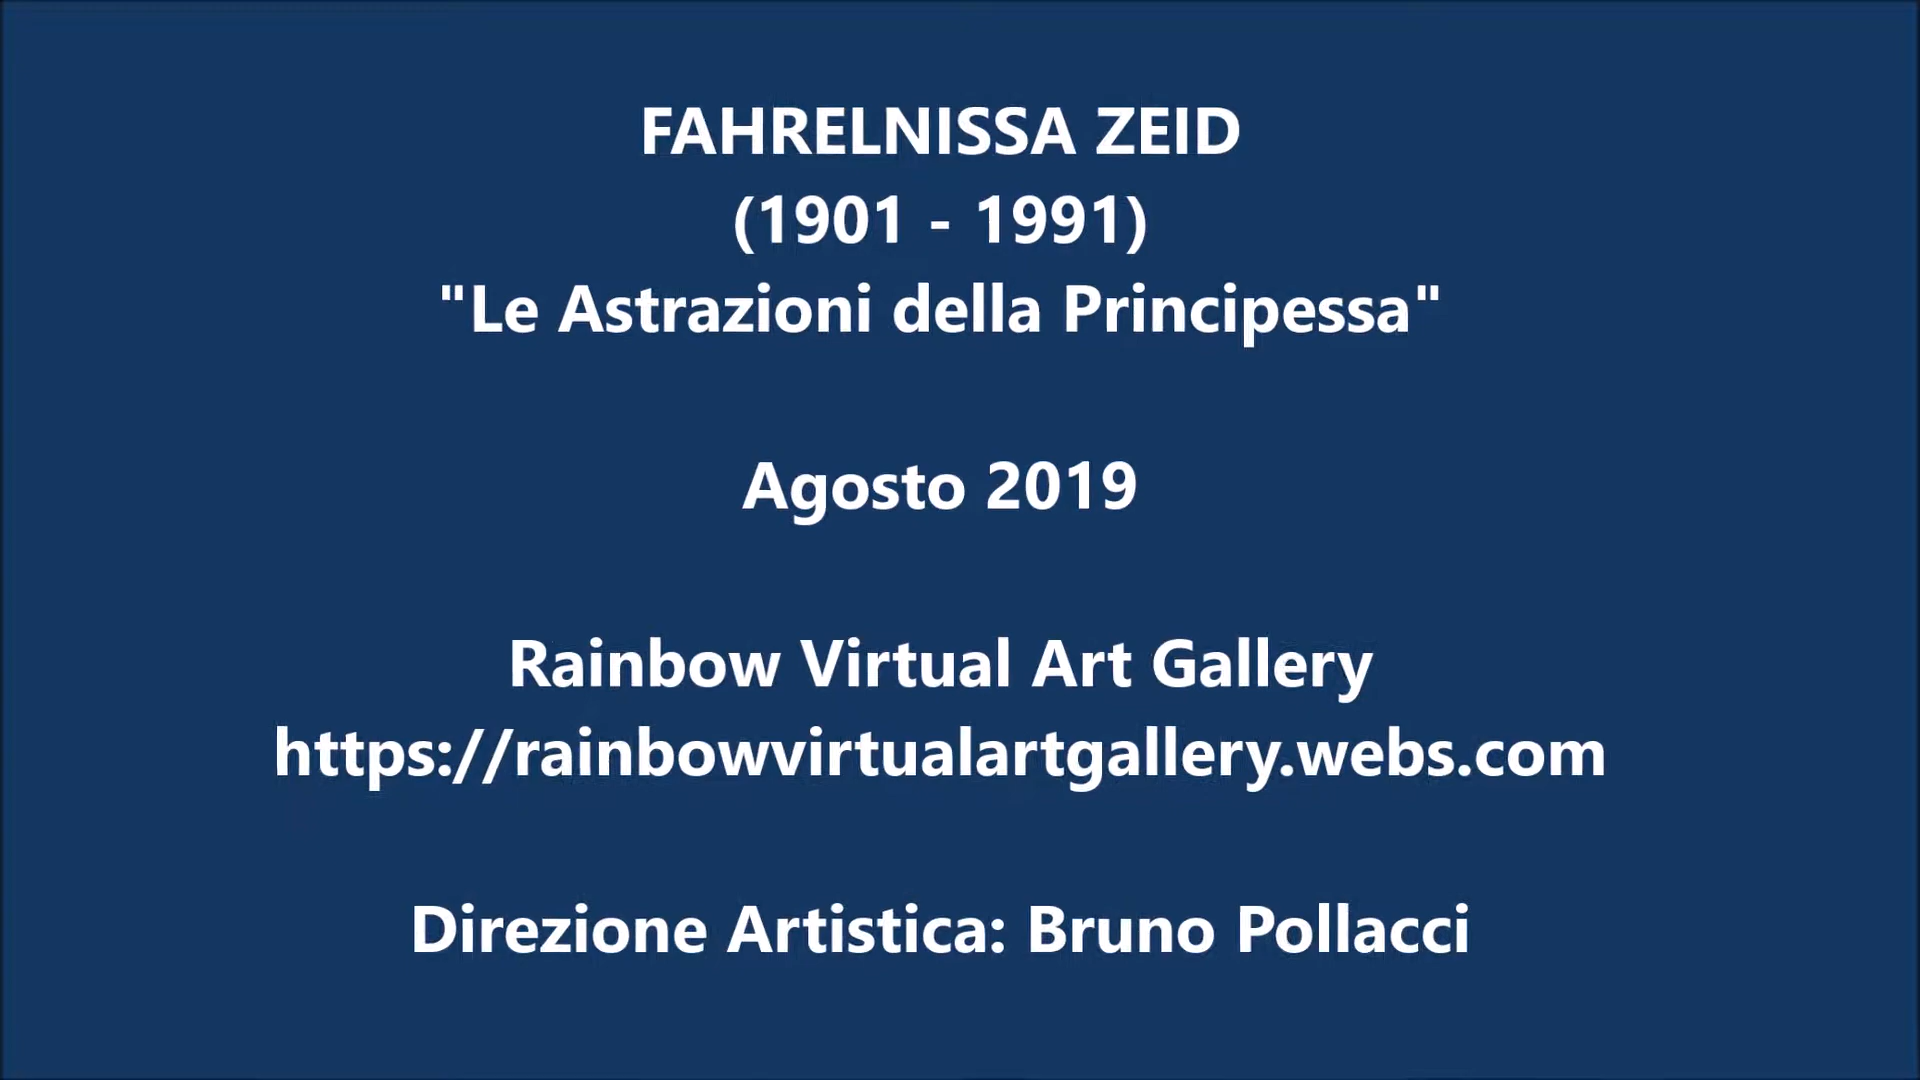 FAHRELNISSA ZEID
(1901 - 1991)
"Le Astrazioni della Principessa"
Agosto 2019
Rainbow Virtual Art Gallery
https://rainbowvirtualartgallery.webs.com
Direzione Artistica: Bruno Pollacci